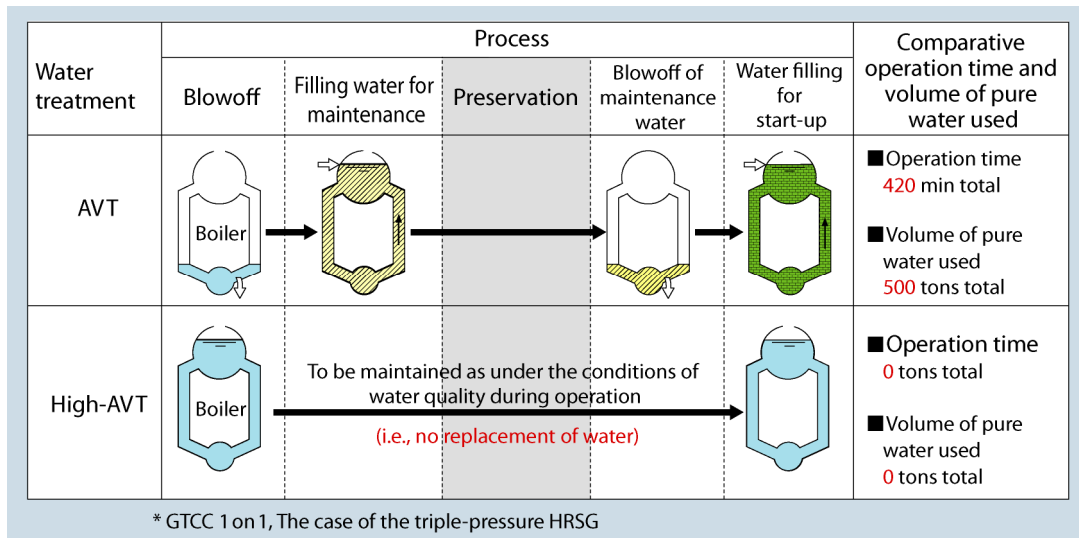 Water
treatment
Process
Blowoff
Filling water for
maintenance
Preservation
Blowoff of
maintenance
water
Water filling
for
start-up
Comparative
operation time and
volume of pure
water used
AVT
Boiler
■Operation time
420 min total
■Volume of pure
water used
500 tons total
High-AVT
Boiler
To be maintained as under the conditions of
water quality during operation
(i.e., no replacement of water)
■Operation time
0 tons total
■Volume of pure
water used
0 tons total
* GTCC 1 on 1, The case of the triple-pressure HRSG